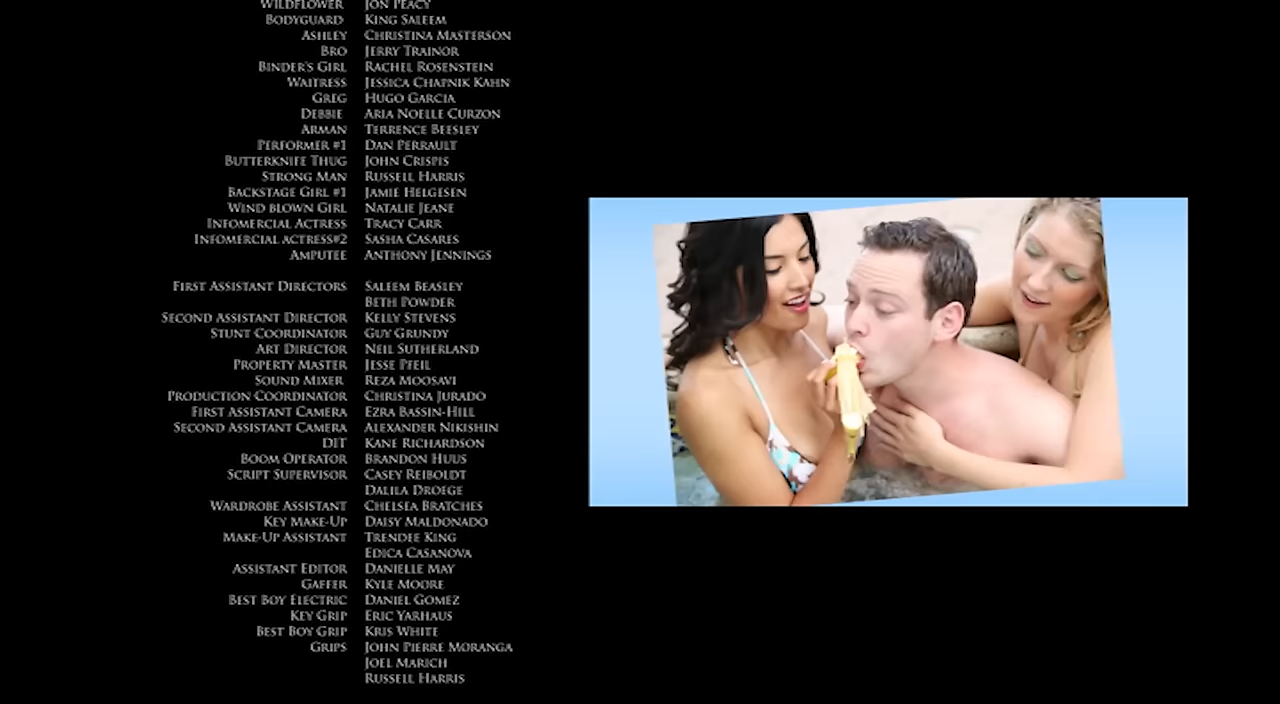 Wildflower Jon Peacy
Bodyguard King Saleem
Ashley Christina Masterson
Bro Jerry Trainor
Binder's Girl Rachel Rosenstein
Waitress Jessica Chapnik Kahn
Greg Hugo Garcia
Debbie Aria Noelle Curzon
Arman Terrence Beesley
Performer #1 Dan Perrault
Butterknife Thug John Crispis
Strong Man Russell Harris
Backstage Girl #1 Jamie Helgesen
Wind blown Girl Natalie Jeane
Infomercial Actress Tracy Carr
Infomercial actress#2 Sasha Casares
Amputee Anthony Jennings
First Assistant Directors Saleem Beasley
Beth Powder
Second Assistant Director Kelly Stevens
Stunt Coordinator Guy Grundy
Art Director Neil Sutherland
Property Master Jesse Pfeil
Sound Mixer Reza Moosavi
Production Coordinator Christina Jurado
First Assistant Camera Ezra Bassin-Hill
Second Assistant Camera Alexander Nikishin
DIT Kane Richardson
Boom Operator Brandon Huus
Script Supervisor Casey Reiboldt
Dalila Droege
Wardrobe Assistant Chelsea Bratches
Key Make-Up Daisy Maldonado
Make-Up Assistant Trendee King
Edica Casanova
Assistant Editor Danielle May
Gaffer Kyle Moore
Best Boy Electric Daniel Gomez
Key Grip Eric Yarhaus
Best Boy Grip Kris White
Grips John Pierre Moranga
Joel Marich
Russell Harris